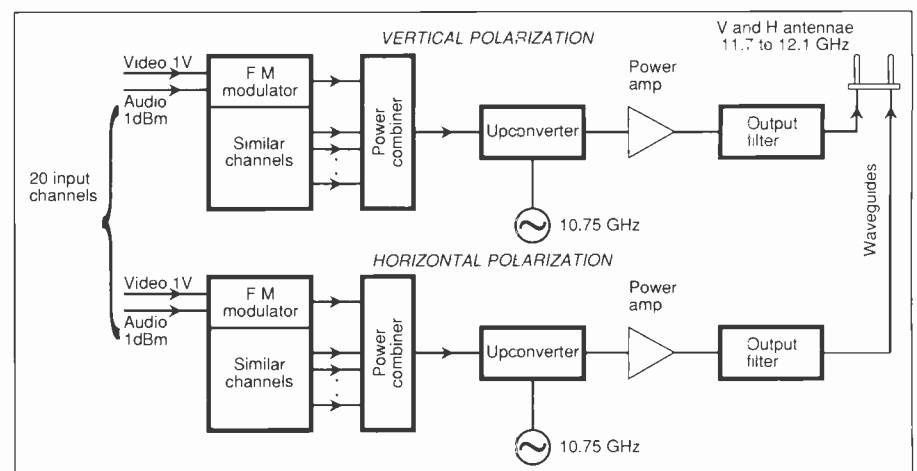 VERTICAL POLARIZATION
V and H antennae
11.7 to 12.1 GHz
Video 1V
Audio
1dBm
F M
modulator
Similar
channels
Power
combiner
Upconverter
10.75 GHz
Power
amp
Output
filter
20 input
channels
Waveguides
HORIZONTAL POLARIZATION
Video 1V
Audio
1dBm
F M
modulator
Similar
channels
Power
combiner
Upconverter
10.75 GHz
Power
amp
Output
filter